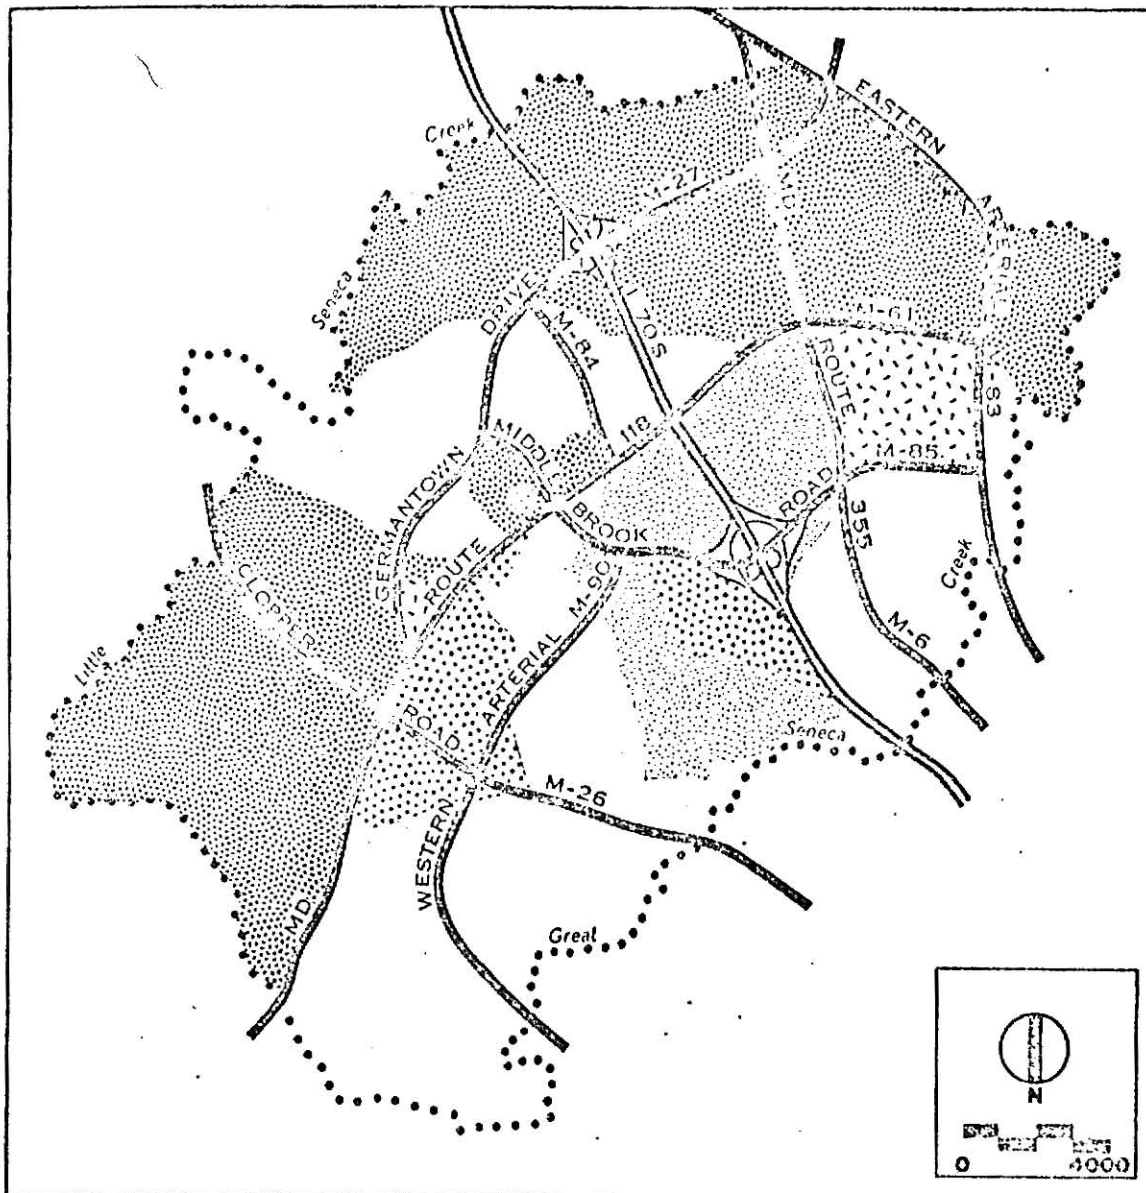 EASTERN
ARTERIAL M-83
Creek
M-27
MD
Seneca
DRIVE
I-70S
M-61
M-84
ROUTE
118
MIDDLE
GERMANTOWN
M-85
ROAD
BROOK
355
ROUTE
Creek
M-90
CLOPPER
M-6
Little
ARTERIAL
ROAD
Seneca
M-26
WESTERN
MD.
Great
N
0 4000